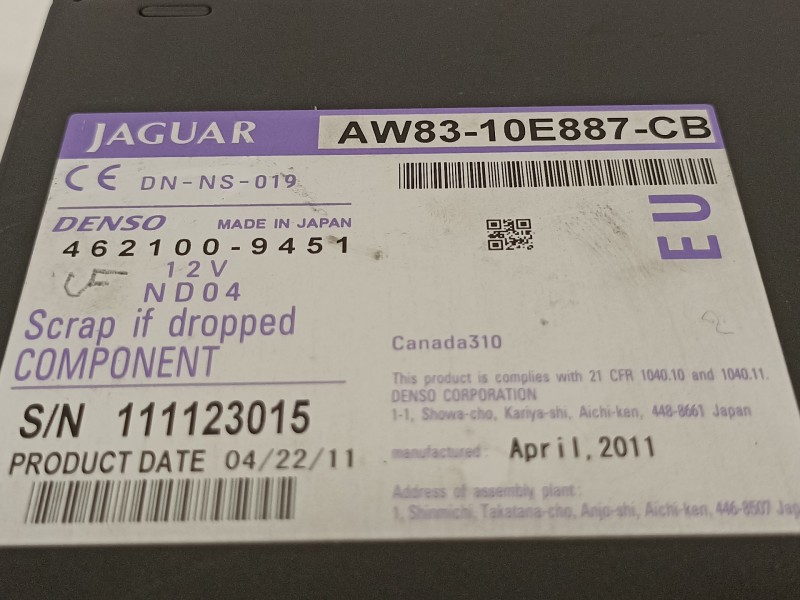 JAGUAR AW83-10E887-CB
CE DN-NS-019
EU
DENSO MADE IN JAPAN
462100-9451
12V
ND04
Scrap if dropped
COMPONENT
S/N 111123015
PRODUCT DATE 04/22/11
Canada310
This product is complies with 21 CFR 1040.10 and 1040.11.
DENSO CORPORATION
1-1, Showa-cho, Kariya-shi, Aichi-ken, 448-8661 Japan
manufactured: April, 2011
Address of assembly plant:
1, Shinmichi, Takatana-cho, Anjo-shi, Aichi-ken, 446-8507 Japan